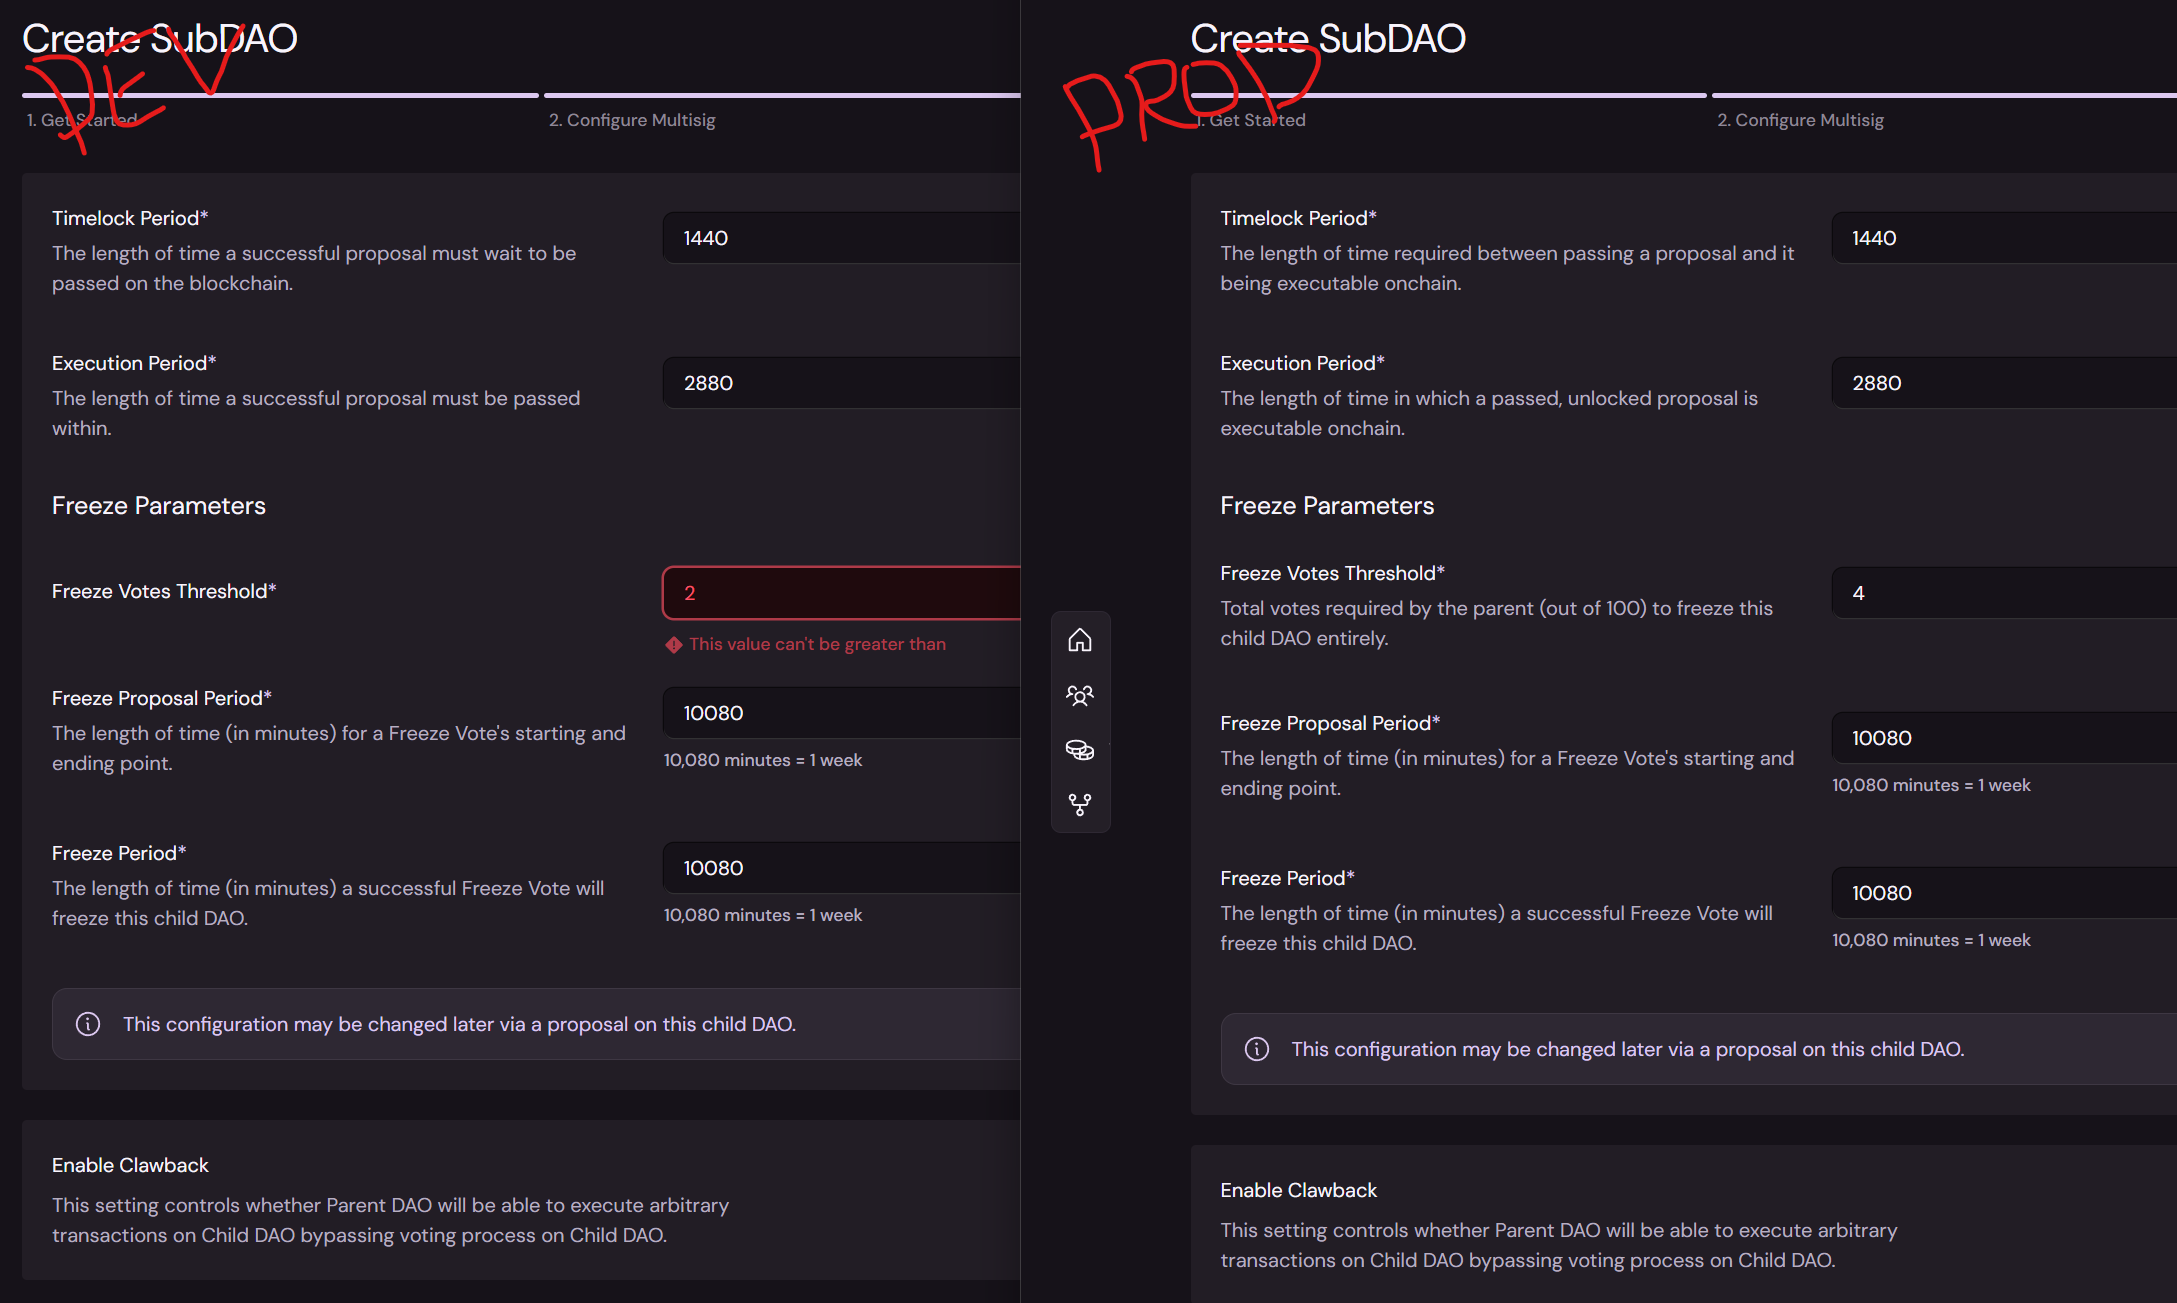 Create SubDAO
DEV
1. Get Started
2. Configure Multisig
Timelock Period*
The length of time a successful proposal must wait to be
passed on the blockchain.
1440
Execution Period*
The length of time a successful proposal must be passed
within.
2880
Freeze Parameters
Freeze Votes Threshold*
2
This value can't be greater than
Freeze Proposal Period*
The length of time (in minutes) for a Freeze Vote's starting and
ending point.
10080
10,080 minutes = 1 week
Freeze Period*
The length of time (in minutes) a successful Freeze Vote will
freeze this child DAO.
10080
10,080 minutes = 1 week
This configuration may be changed later via a proposal on this child DAO.
Enable Clawback
This setting controls whether Parent DAO will be able to execute arbitrary
transactions on Child DAO bypassing voting process on Child DAO.
Create SubDAO
PROD
1. Get Started
2. Configure Multisig
Timelock Period*
The length of time required between passing a proposal and it
being executable onchain.
1440
Execution Period*
The length of time in which a passed, unlocked proposal is
executable onchain.
2880
Freeze Parameters
Freeze Votes Threshold*
Total votes required by the parent (out of 100) to freeze this
child DAO entirely.
4
Freeze Proposal Period*
The length of time (in minutes) for a Freeze Vote's starting and
ending point.
10080
10,080 minutes = 1 week
Freeze Period*
The length of time (in minutes) a successful Freeze Vote will
freeze this child DAO.
10080
10,080 minutes = 1 week
This configuration may be changed later via a proposal on this child DAO.
Enable Clawback
This setting controls whether Parent DAO will be able to execute arbitrary
transactions on Child DAO bypassing voting process on Child DAO.